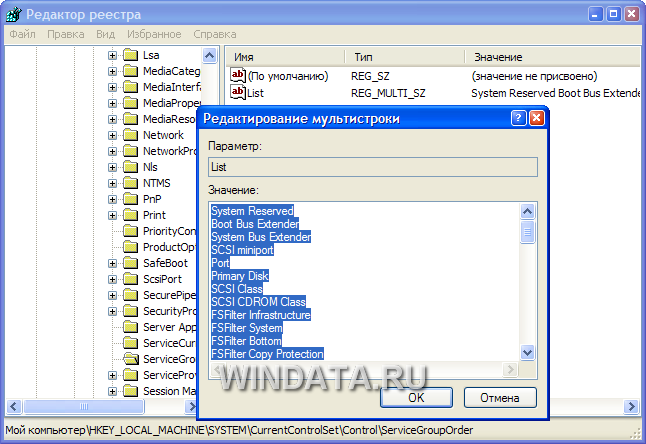 Редактор реестра
Файл Правка Вид Избранное Справка
Lsa
MediaCateg
MediaInterfa
MediaProper
MediaResou
Network
NetworkPro
Nls
NTMS
PnP
Print
PriorityCon
ProductOpt
SafeBoot
ScsiPort
SecurePipe
SecurityPro
Server App
ServiceCur
ServiceGrou
ServiceProv
Session Ma
Имя Тип Значение
(По умолчанию) REG_SZ (значение не присвоено)
List REG_MULTI_SZ System Reserved Boot Bus Extende
Редактирование мультистроки
Параметр:
List
Значение:
System Reserved
Boot Bus Extender
System Bus Extender
SCSI miniport
Port
Primary Disk
SCSI Class
SCSI CDROM Class
FSFilter Infrastructure
FSFilter System
FSFilter Bottom
FSFilter Copy Protection
WINDATA.RU
OK Отмена
Мой компьютер\HKEY_LOCAL_MACHINE\SYSTEM\CurrentControlSet\Control\ServiceGroupOrder